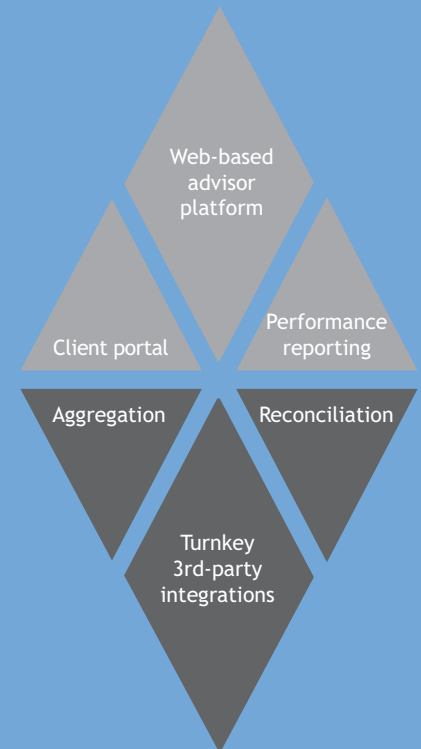 Web-based
advisor
platform
Client portal
Performance
reporting
Aggregation
Reconciliation
Turnkey
3rd-party
integrations